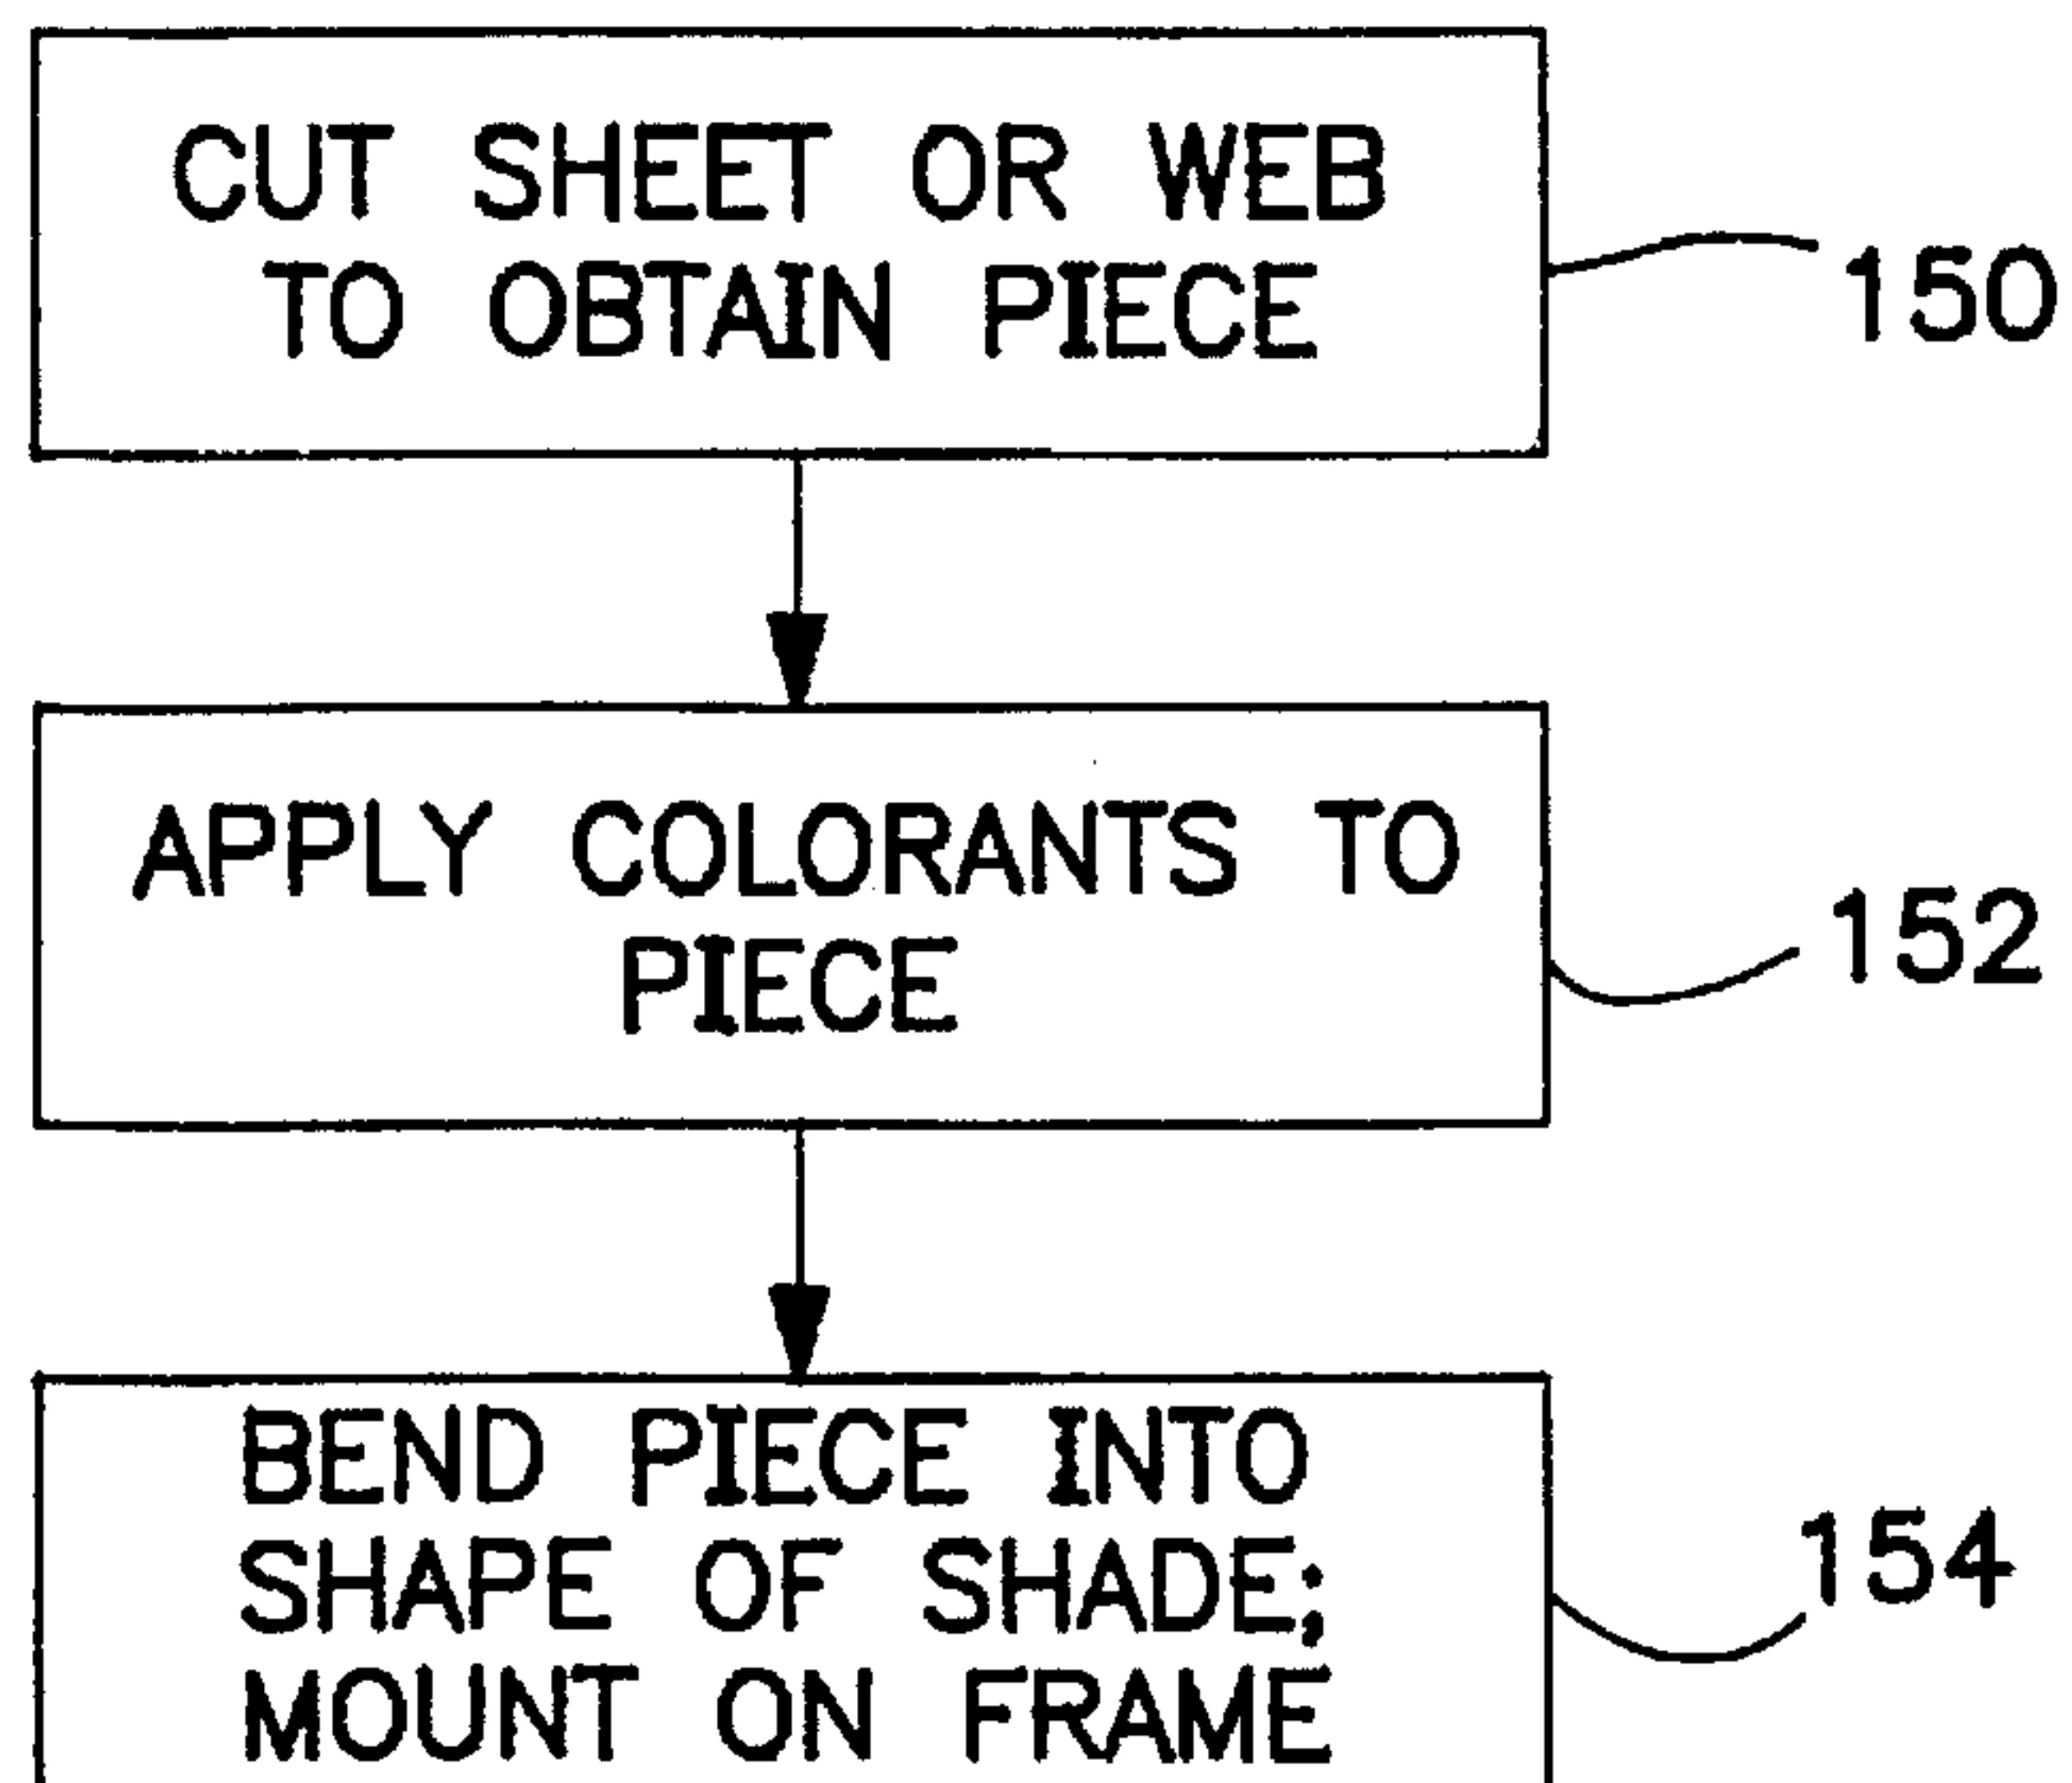 CUT SHEET OR WEB
TO OBTAIN PIECE
150
APPLY COLORANTS TO
PIECE
152
BEND PIECE INTO
SHAPE OF SHADE;
MOUNT ON FRAME
154